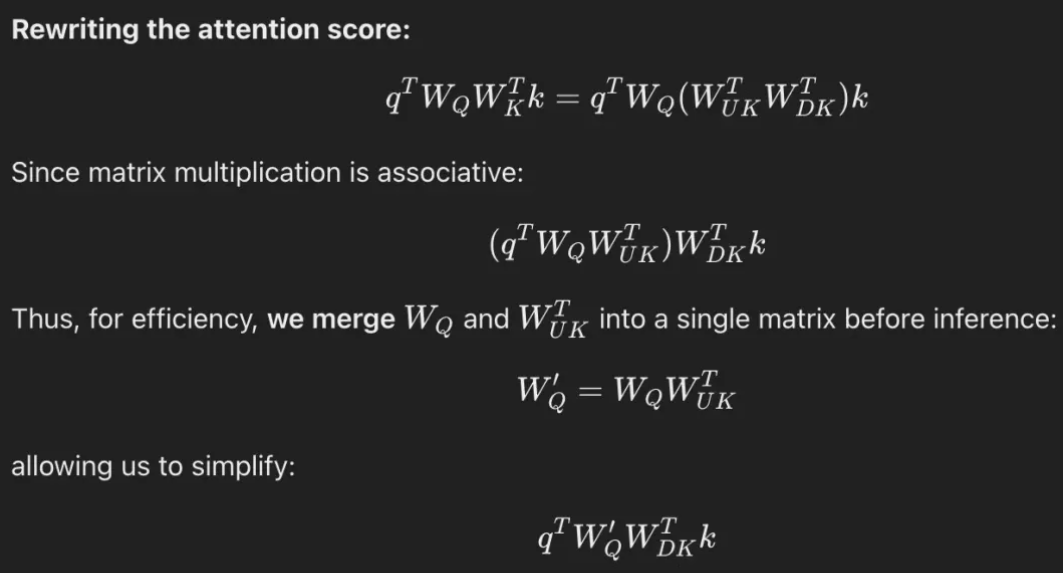 Rewriting the attention score:
$q^T W_Q W_K^T k = q^T W_Q (W_{UK}^T W_{DK}^T) k$
Since matrix multiplication is associative:
$(q^T W_Q W_{UK}^T) W_{DK}^T k$
Thus, for efficiency, we merge $W_Q$ and $W_{UK}^T$ into a single matrix before inference:
$W_Q' = W_Q W_{UK}^T$
allowing us to simplify:
$q^T W_Q' W_{DK}^T k$